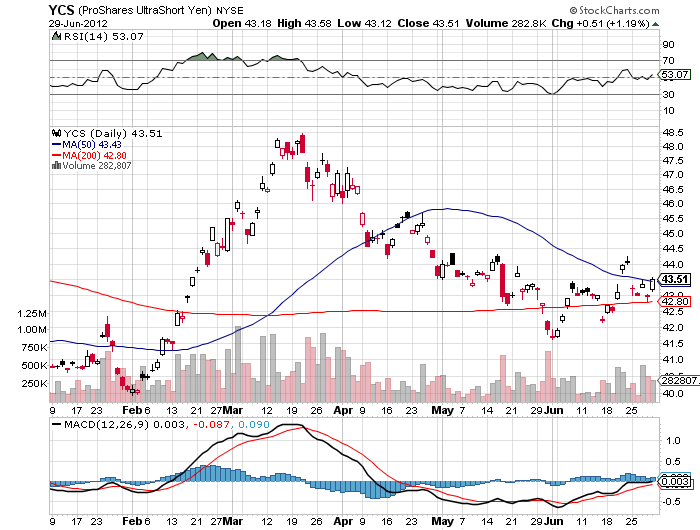 YCS (ProShares UltraShort Yen) NYSE © StockCharts.com
29-Jun-2012 Open 43.18 High 43.58 Low 43.12 Close 43.51 Volume 282.8K Chg +0.51 (+1.19%)
RSI(14) 53.07
90
70
53.07
50
30
10
YCS (Daily) 43.51
MA(50) 43.43
MA(200) 42.80
Volume 282,807
48.5
48.0
47.5
47.0
46.5
46.0
45.5
45.0
44.5
44.0
43.51
43.0
42.80
42.5
42.0
41.5
41.0
282807
40.0
1.25M
1.00M
750K
500K
250K
9 17 23 Feb 6 13 21 Mar 12 19 26 Apr 9 16 23 May 7 14 21 29 Jun 11 18 25
MACD(12,26,9) 0.003, -0.087, 0.090
1.0
0.5
0.003
-0.5
9 17 23 Feb 6 13 21 Mar 12 19 26 Apr 9 16 23 May 7 14 21 29 Jun 11 18 25